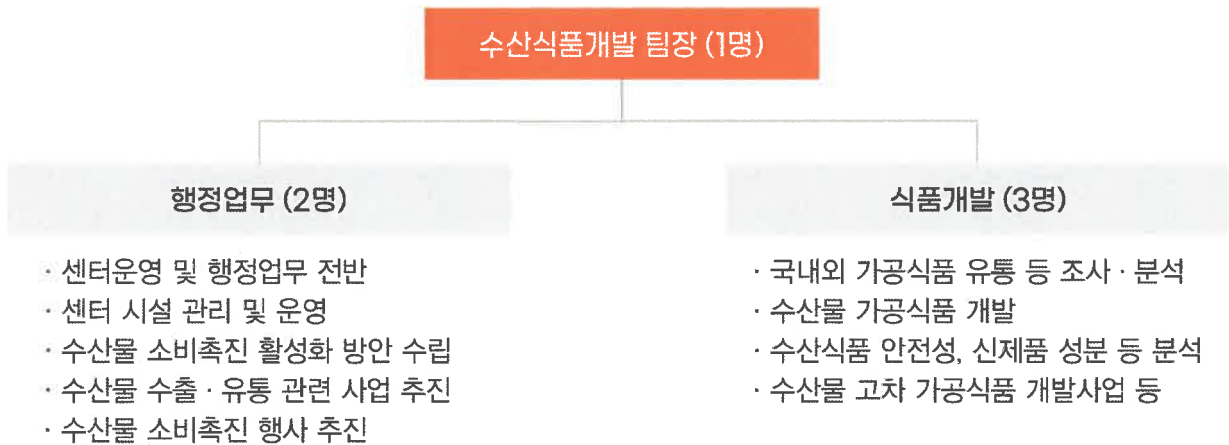 수산식품개발 팀장 (1명)
행정업무 (2명)
· 센터운영 및 행정업무 전반
· 센터 시설 관리 및 운영
· 수산물 소비촉진 활성화 방안 수립
· 수산물 수출 · 유통 관련 사업 추진
· 수산물 소비촉진 행사 추진
식품개발 (3명)
· 국내외 가공식품 유통 등 조사 · 분석
· 수산물 가공식품 개발
· 수산식품 안전성, 신제품 성분 등 분석
· 수산물 고차 가공식품 개발사업 등